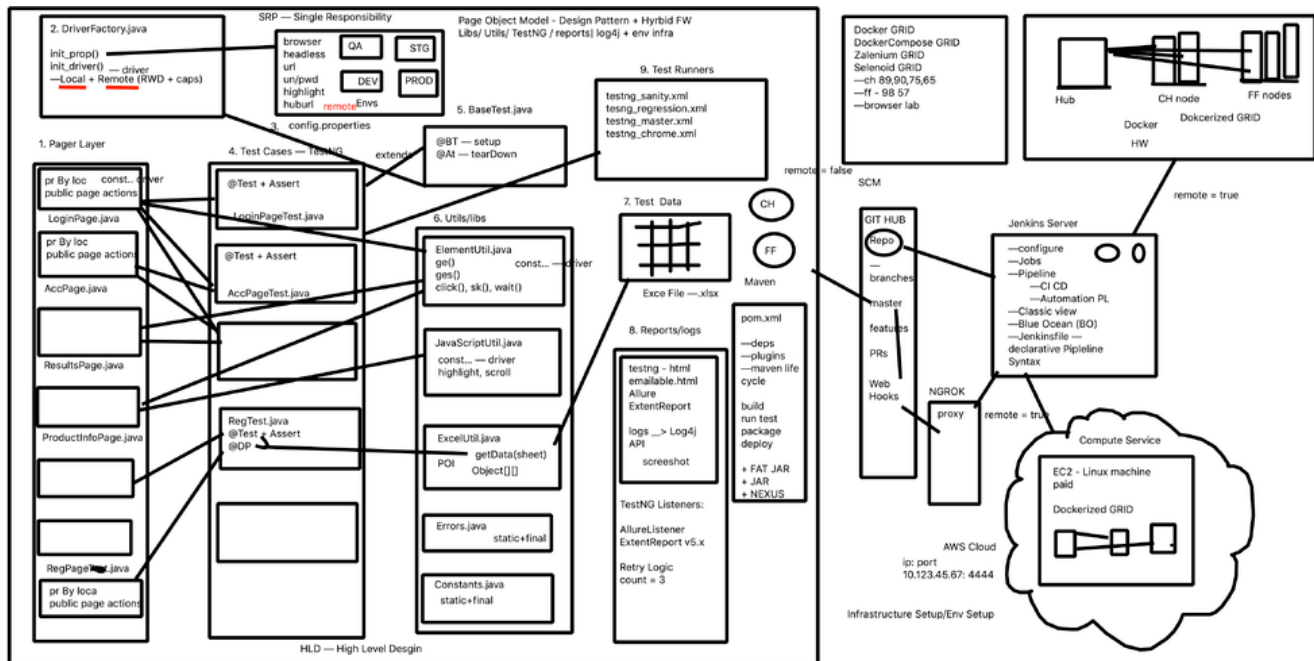 SRP — Single Responsibility
Page Object Model - Design Pattern + Hyrbid FW
Libs/ Utils/ TestNG / reports| log4j + env infra
2. DriverFactory.java
init_prop()
init_driver() — driver
—Local + Remote (RWD + caps)
browser
headless
url
un/pwd
highlight
huburl
remote
QA
STG
DEV
PROD
Envs
3. config.properties
5. BaseTest.java
@BT — setup
@At — tearDown
extends
9. Test Runners
testng_sanity.xml
testng_regression.xml
testng_master.xml
testng_chrome.xml
1. Pager Layer
pr By loc
const.. driver
public page actions
LoginPage.java
pr By loc
public page actions
AccPage.java
ResultsPage.java
ProductInfoPage.java
RegPageTest.java
pr By loca
public page actions
4. Test Cases — TestNG
@Test + Assert
LoginPageTest.java
@Test + Assert
AccPageTest.java
RegTest.java
@Test + Assert
@DP
6. Utils/libs
ElementUtil.java
ge()
const... — driver
ges()
click(), sk(), wait()
JavaScriptUtil.java
const... — driver
highlight, scroll
ExcelUtil.java
getData(sheet)
POI
Object[][]
Errors.java
static+final
Constants.java
static+final
7. Test Data
Exce File —.xlsx
8. Reports/logs
testng - html
emailable.html
Allure
ExtentReport
logs __> Log4j
API
screenshot
TestNG Listeners:
AllureListener
ExtentReport v5.x
Retry Logic
count = 3
CH
FF
Maven
pom.xml
—deps
—plugins
—maven life
cycle
build
run test
package
deploy
+ FAT JAR
+ JAR
+ NEXUS
HLD — High Level Desgin
Docker GRID
DockerCompose GRID
Zalenium GRID
Selenoid GRID
—ch 89,90,75,65
—ff - 98 57
—browser lab
Hub
CH node
FF nodes
Dokcerized GRID
Docker
HW
remote = false
SCM
remote = true
GIT HUB
Repo
—
branches
master
features
PRs
Web
Hooks
Jenkins Server
—configure
—Jobs
—Pipeline
—CI CD
—Automation PL
—Classic view
—Blue Ocean (BO)
—Jenkinsfile —
declarative Pipleline
Syntax
NGROK
proxy
remote = true
Compute Service
EC2 - Linux machine
paid
Dockerized GRID
AWS Cloud
ip: port
10.123.45.67: 4444
Infrastructure Setup/Env Setup